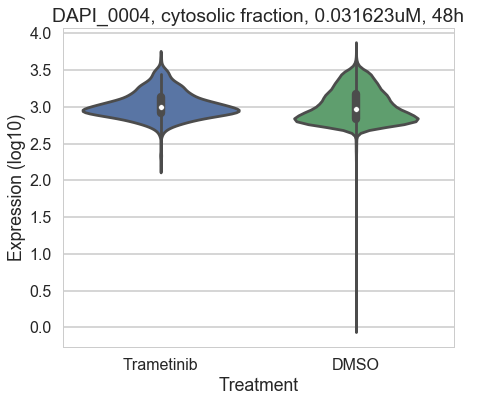 DAPI_0004, cytosolic fraction, 0.031623uM, 48h
4.0
3.5
3.0
2.5
2.0
1.5
1.0
0.5
0.0
Expression (log10)
Trametinib DMSO
Treatment